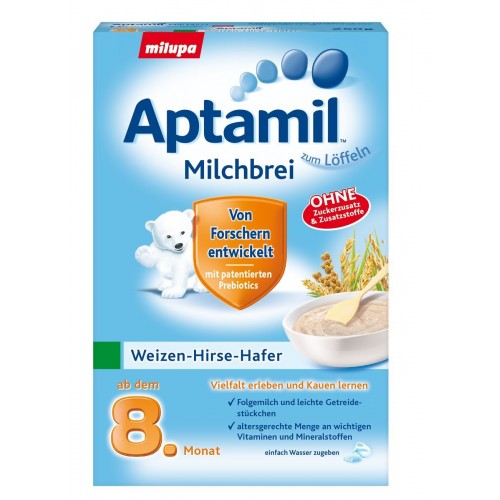 milupa
Aptamil™
zum Löffeln
Milchbrei
OHNE
Zuckerzusatz
& Zusatzstoffe
Von
Forschern
entwickelt
mit patentierten
Prebiotics
Weizen-Hirse-Hafer
ab dem
8. Monat
Vielfalt erleben und Kauen lernen
✓ Folgemilch und leichte Getreide-
stückchen
✓ altersgerechte Menge an wichtigen
Vitaminen und Mineralstoffen
einfach Wasser zugeben